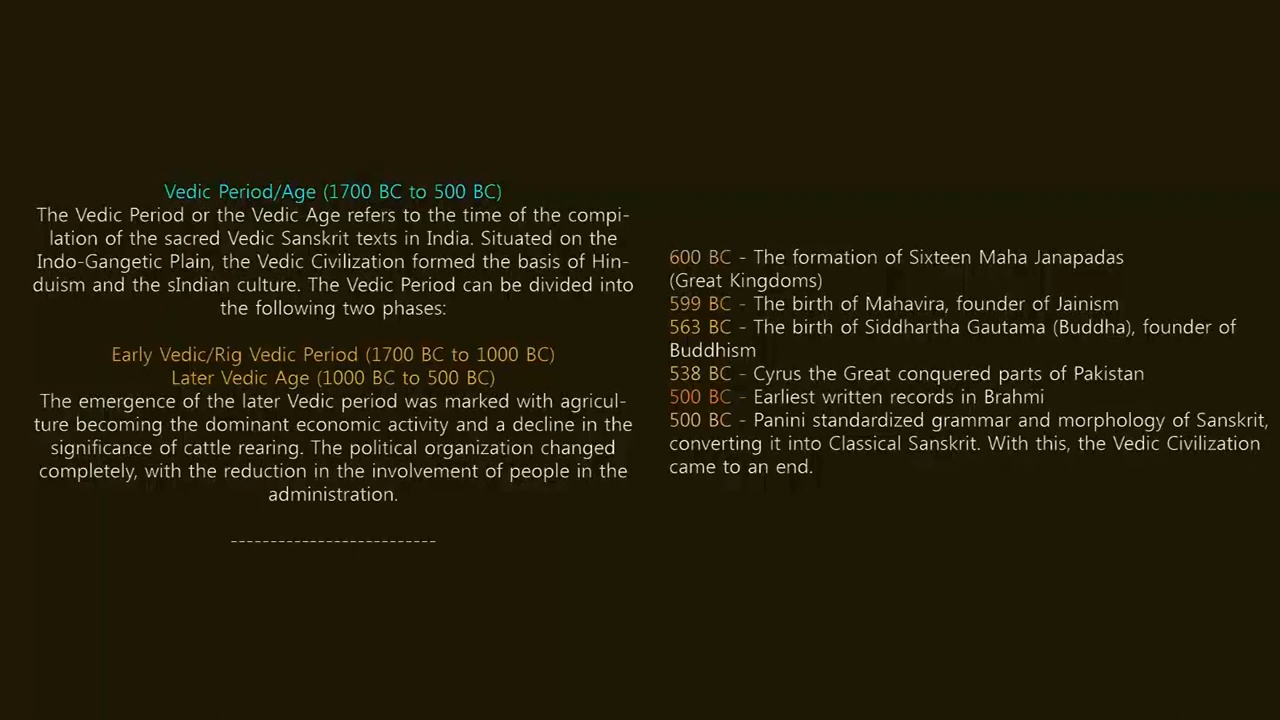 Vedic Period/Age (1700 BC to 500 BC)
The Vedic Period or the Vedic Age refers to the time of the compi-
lation of the sacred Vedic Sanskrit texts in India. Situated on the
Indo-Gangetic Plain, the Vedic Civilization formed the basis of Hin-
duism and the sIndian culture. The Vedic Period can be divided into
the following two phases:
Early Vedic/Rig Vedic Period (1700 BC to 1000 BC)
Later Vedic Age (1000 BC to 500 BC)
The emergence of the later Vedic period was marked with agricul-
ture becoming the dominant economic activity and a decline in the
significance of cattle rearing. The political organization changed
completely, with the reduction in the involvement of people in the
administration.
--------------------------
600 BC - The formation of Sixteen Maha Janapadas
(Great Kingdoms)
599 BC - The birth of Mahavira, founder of Jainism
563 BC - The birth of Siddhartha Gautama (Buddha), founder of
Buddhism
538 BC - Cyrus the Great conquered parts of Pakistan
500 BC - Earliest written records in Brahmi
500 BC - Panini standardized grammar and morphology of Sanskrit,
converting it into Classical Sanskrit. With this, the Vedic Civilization
came to an end.